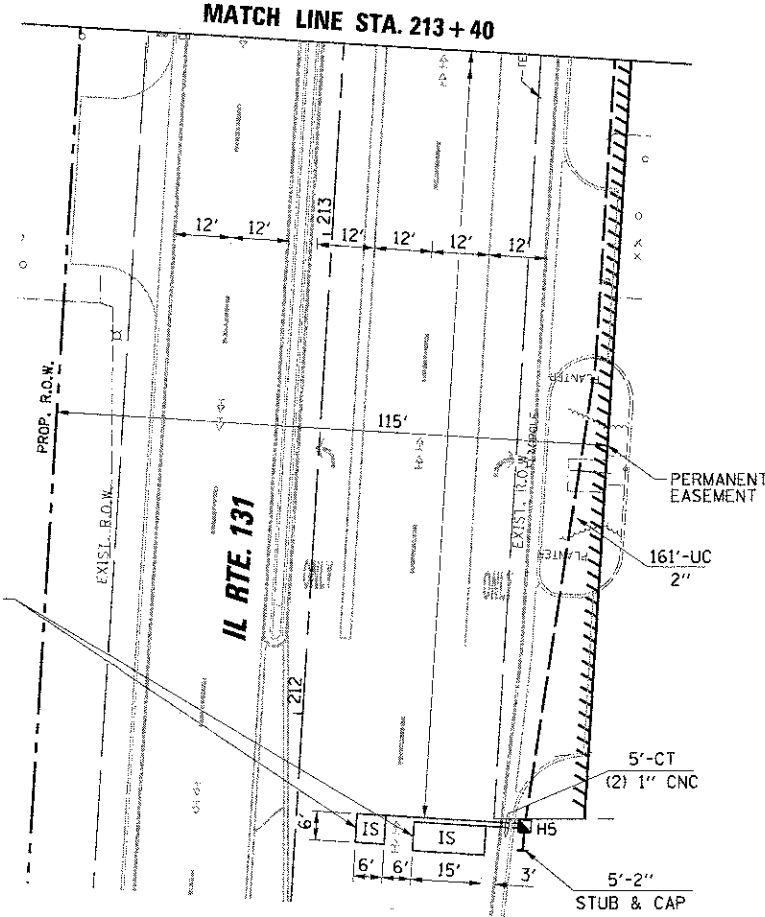 MATCH LINE STA. 213+40
213
12'
12'
12'
12'
12'
12'
PROP. R.O.W.
115'
PLANTER
PERMANENT
EASEMENT
EXIST. R.O.W.
EXIST. R.O.W.
IL RTE. 131
PLANTER
161'-UC
2"
212
5'-CT
(2) 1" CNC
6'
IS
IS
H5
6'
6'
15'
3'
5'-2"
STUB & CAP